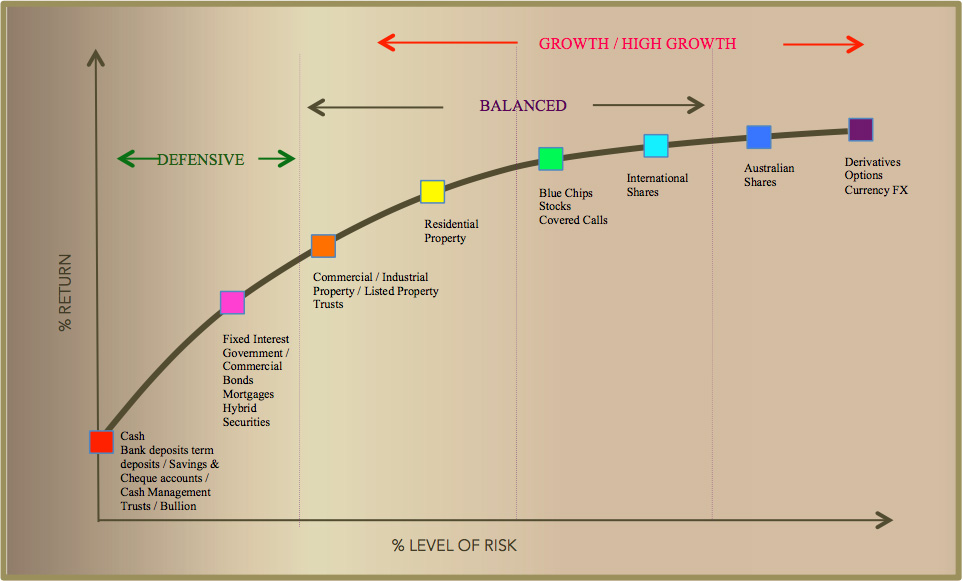 GROWTH / HIGH GROWTH
BALANCED
DEFENSIVE
% RETURN
Cash
Bank deposits term
deposits / Savings &
Cheque accounts /
Cash Management
Trusts / Bullion
Fixed Interest
Government /
Commercial
Bonds
Mortgages
Hybrid
Securities
Commercial / Industrial
Property / Listed Property
Trusts
Residential
Property
Blue Chips
Stocks
Covered Calls
International
Shares
Australian
Shares
Derivatives
Options
Currency FX
% LEVEL OF RISK